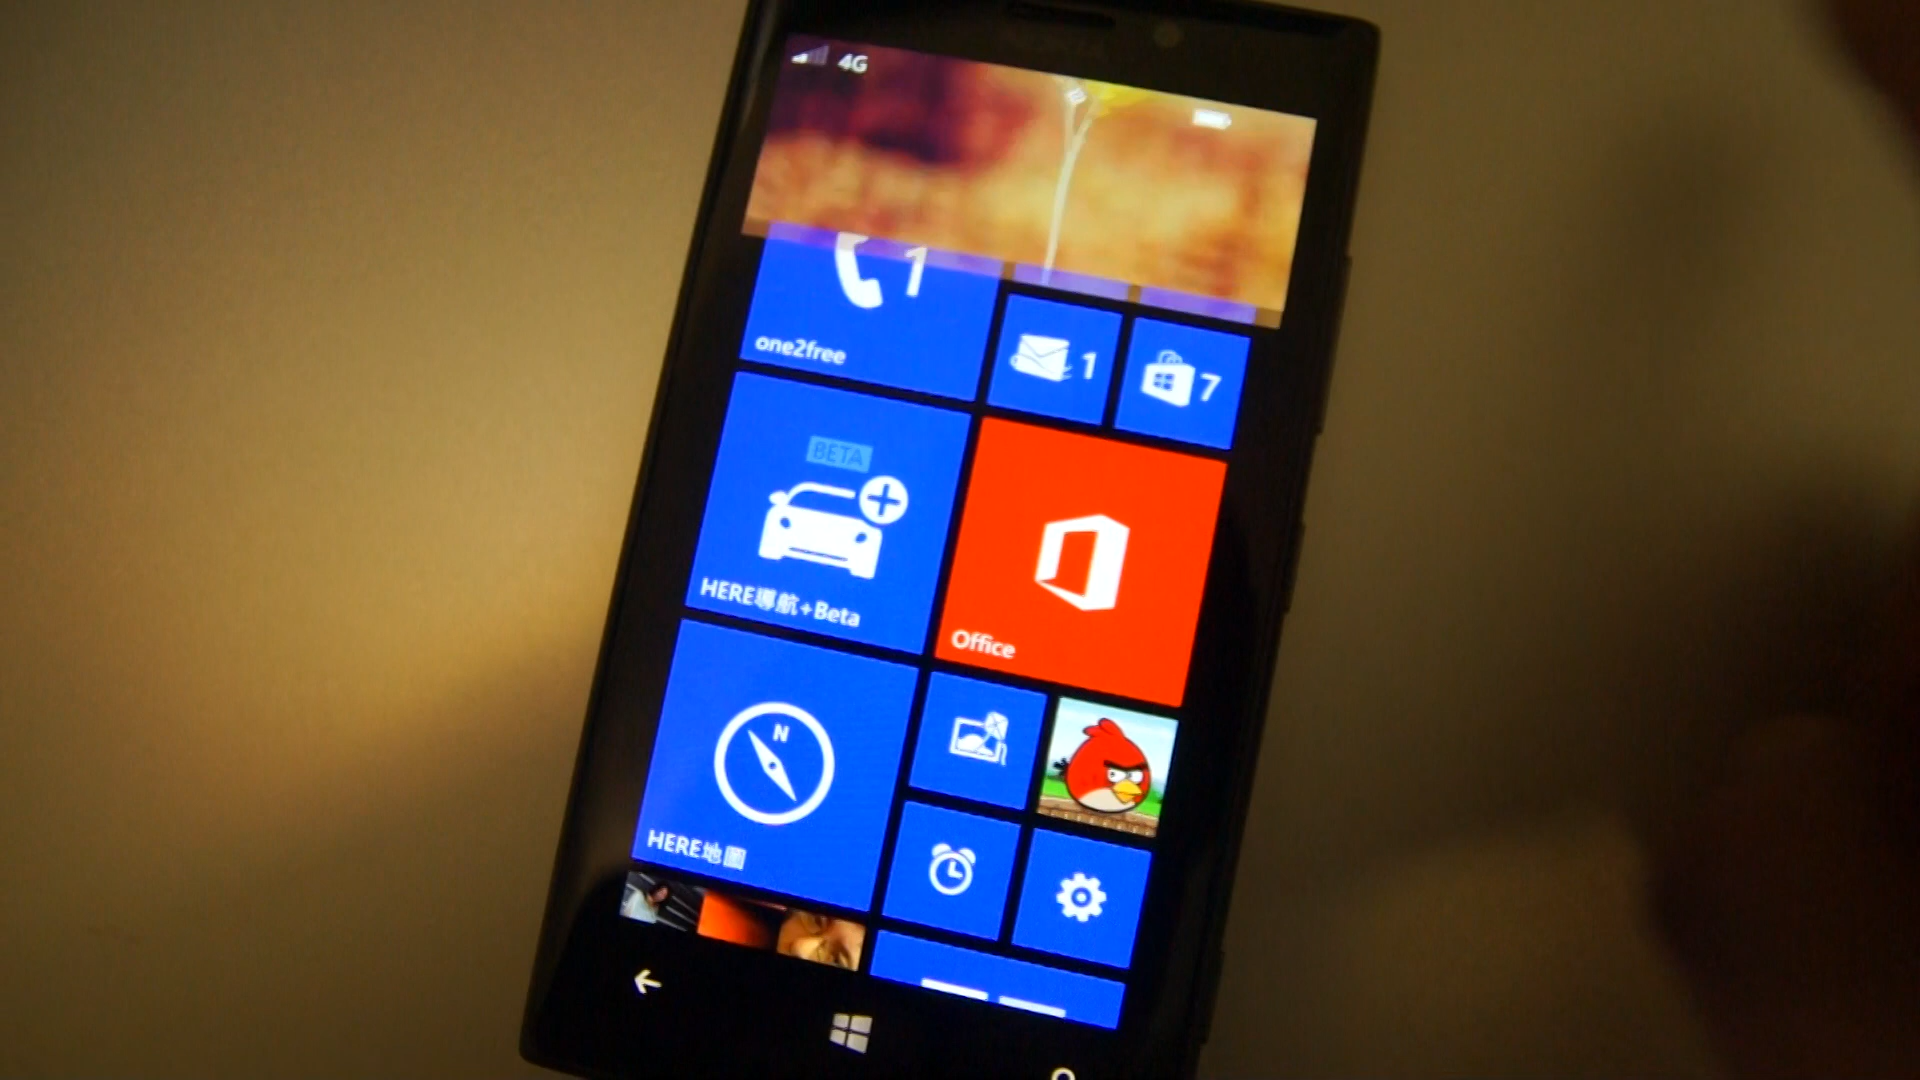 4G
1
one2free
1
7
BETA
HERE導航+Beta
Office
N
HERE地圖